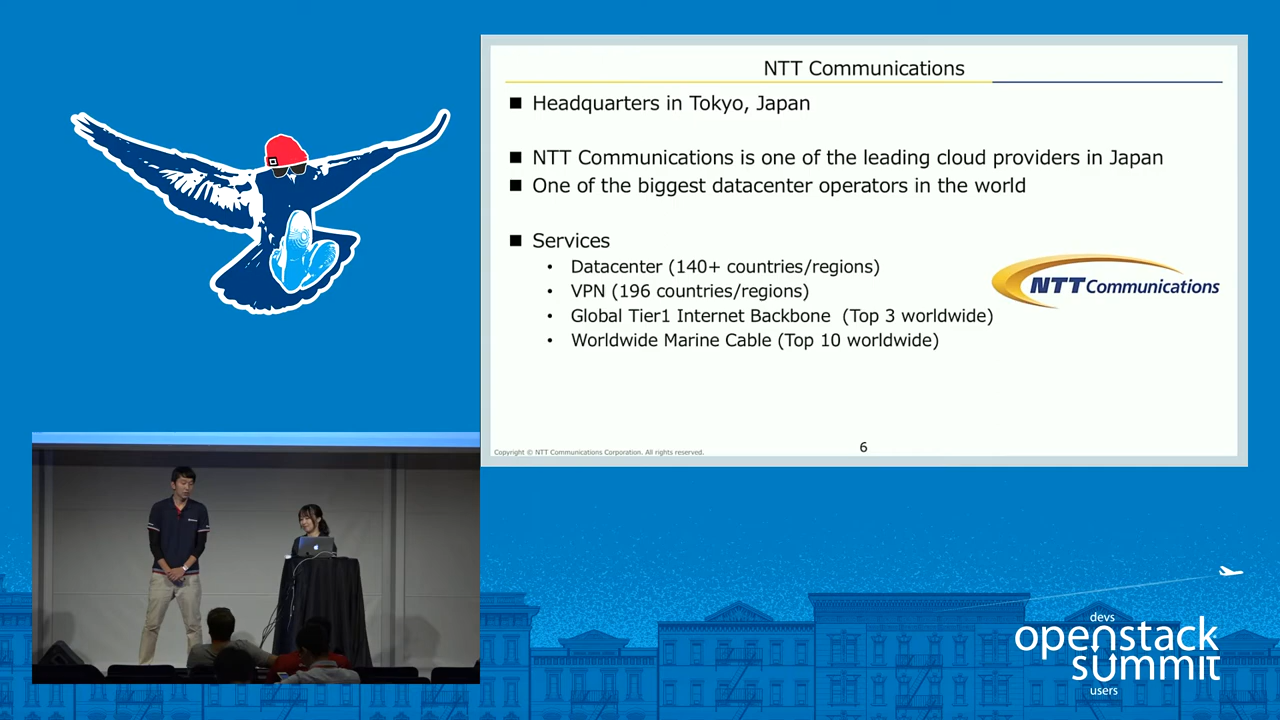 NTT Communications
■ Headquarters in Tokyo, Japan
■ NTT Communications is one of the leading cloud providers in Japan
■ One of the biggest datacenter operators in the world
■ Services
• Datacenter (140+ countries/regions)
• VPN (196 countries/regions)
• Global Tier1 Internet Backbone (Top 3 worldwide)
• Worldwide Marine Cable (Top 10 worldwide)
NTT Communications
Copyright © NTT Communications Corporation. All rights reserved.
6
devs
openstack
summit
users